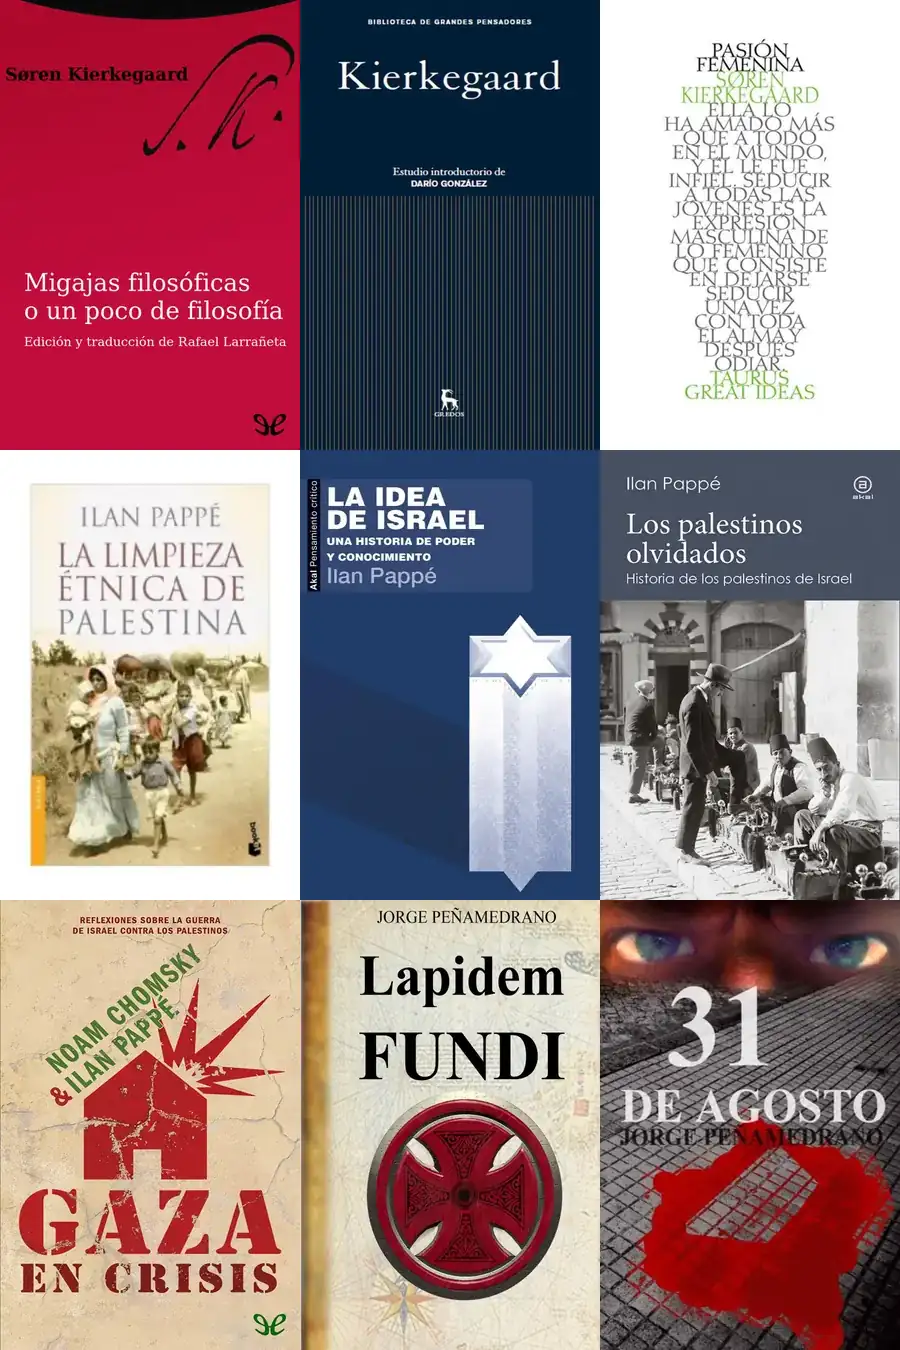 Søren Kierkegaard
S. K.
Migajas filosóficas
o un poco de filosofía
Edición y traducción de Rafael Larrañeta
BIBLIOTECA DE GRANDES PENSADORES
Kierkegaard
Estudio introductorio de
DARÍO GONZÁLEZ
GREDOS
PASIÓN
FEMENINA
SØREN
KIERKEGAARD
ELLA LO
HA AMADO MÁS
QUE A TODO
EN EL MUNDO,
Y ÉL LE FUE
INFIEL. SEDUCIR
A TODAS LAS
JÓVENES ES LA
EXPRESIÓN
MASCULINA DE
LO FEMENINO
QUE CONSISTE
EN DEJARSE
SEDUCIR
UNA VEZ
CON TODA
EL ALMA Y
DESPUÉS
ODIAR.
TAURUS
GREAT IDEAS
ILAN PAPPÉ
LA LIMPIEZA
ÉTNICA DE
PALESTINA
booket
Akal Pensamiento crítico
LA IDEA
DE ISRAEL
UNA HISTORIA DE PODER
Y CONOCIMIENTO
Ilan Pappé
Ilan Pappé
akal
Los palestinos
olvidados
Historia de los palestinos de Israel
REFLEXIONES SOBRE LA GUERRA
DE ISRAEL CONTRA LOS PALESTINOS
NOAM CHOMSKY
& ILAN PAPPÉ
GAZA
EN CRISIS
JORGE PEÑAMEDRANO
Lapidem
FUNDI
31
DE AGOSTO
JORGE PEÑAMEDRANO